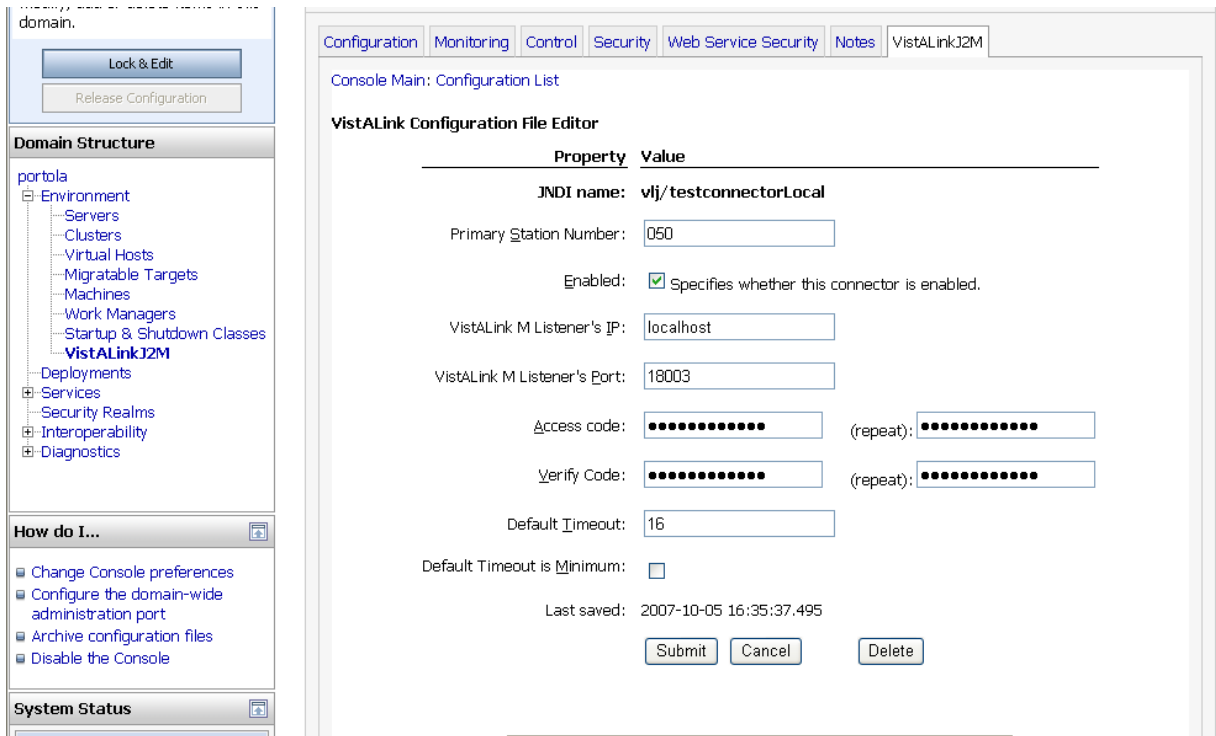 domain.
Lock & Edit
Release Configuration
Domain Structure
portola
Environment
Servers
Clusters
Virtual Hosts
Migratable Targets
Machines
Work Managers
Startup & Shutdown Classes
VistALinkJ2M
Deployments
Services
Security Realms
Interoperability
Diagnostics
How do I...
Change Console preferences
Configure the domain-wide
administration port
Archive configuration files
Disable the Console
System Status
Configuration Monitoring Control Security Web Service Security Notes VistALinkJ2M
Console Main: Configuration List
VistALink Configuration File Editor
Property Value
JNDI name: vlj/testconnectorLocal
Primary Station Number: 050
Enabled: Specifies whether this connector is enabled.
VistALink M Listener's IP: localhost
VistALink M Listener's Port: 18003
Access code: •••••••••••• (repeat): ••••••••••••
Verify Code: •••••••••••• (repeat): ••••••••••••
Default Timeout: 16
Default Timeout is Minimum:
Last saved: 2007-10-05 16:35:37.495
Submit Cancel Delete